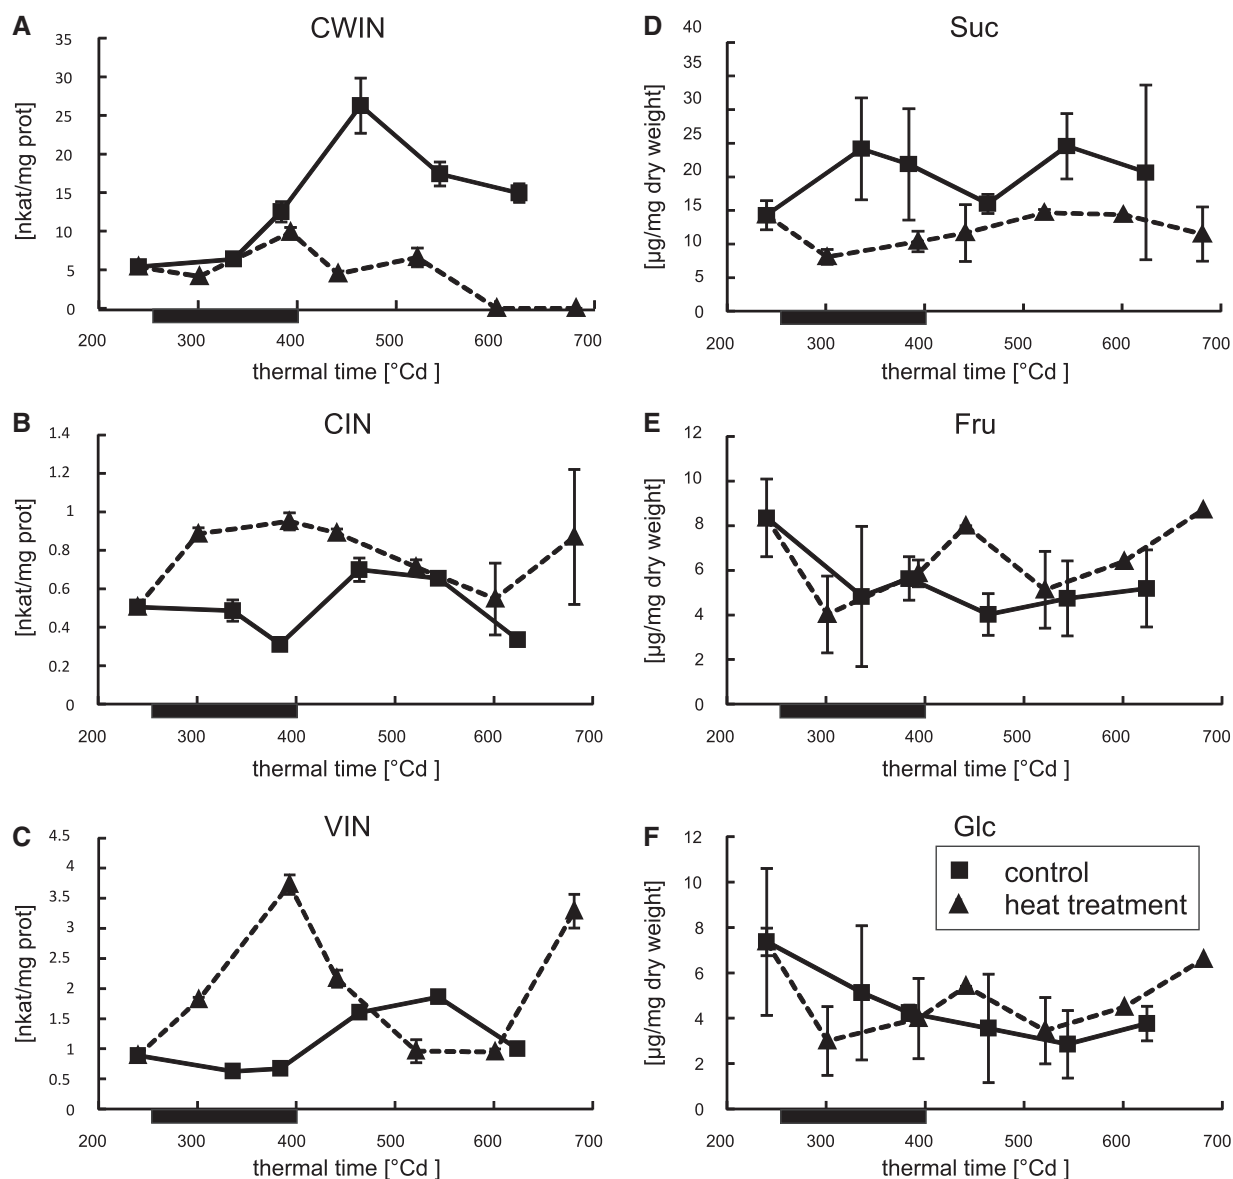 A
CWIN
[nkat/mg prot]
35
30
25
20
15
10
5
0
200 300 400 500 600 700
thermal time [°Cd ]
B
CIN
[nkat/mg prot]
1.4
1.2
1
0.8
0.6
0.4
0.2
0
200 300 400 500 600 700
thermal time [°Cd ]
C
VIN
[nkat/mg prot]
4.5
4
3.5
3
2.5
2
1.5
1
0.5
0
200 300 400 500 600 700
thermal time [°Cd ]
D
Suc
[µg/mg dry weight]
40
30
25
20
15
10
5
0
200 300 400 500 600 700
thermal time [°Cd ]
E
Fru
[µg/mg dry weight]
12
10
8
6
4
2
0
200 300 400 500 600 700
thermal time [°Cd ]
F
Glc
[µg/mg dry weight]
12
10
8
6
4
2
0
control
heat treatment
200 300 400 500 600 700
thermal time [°Cd ]